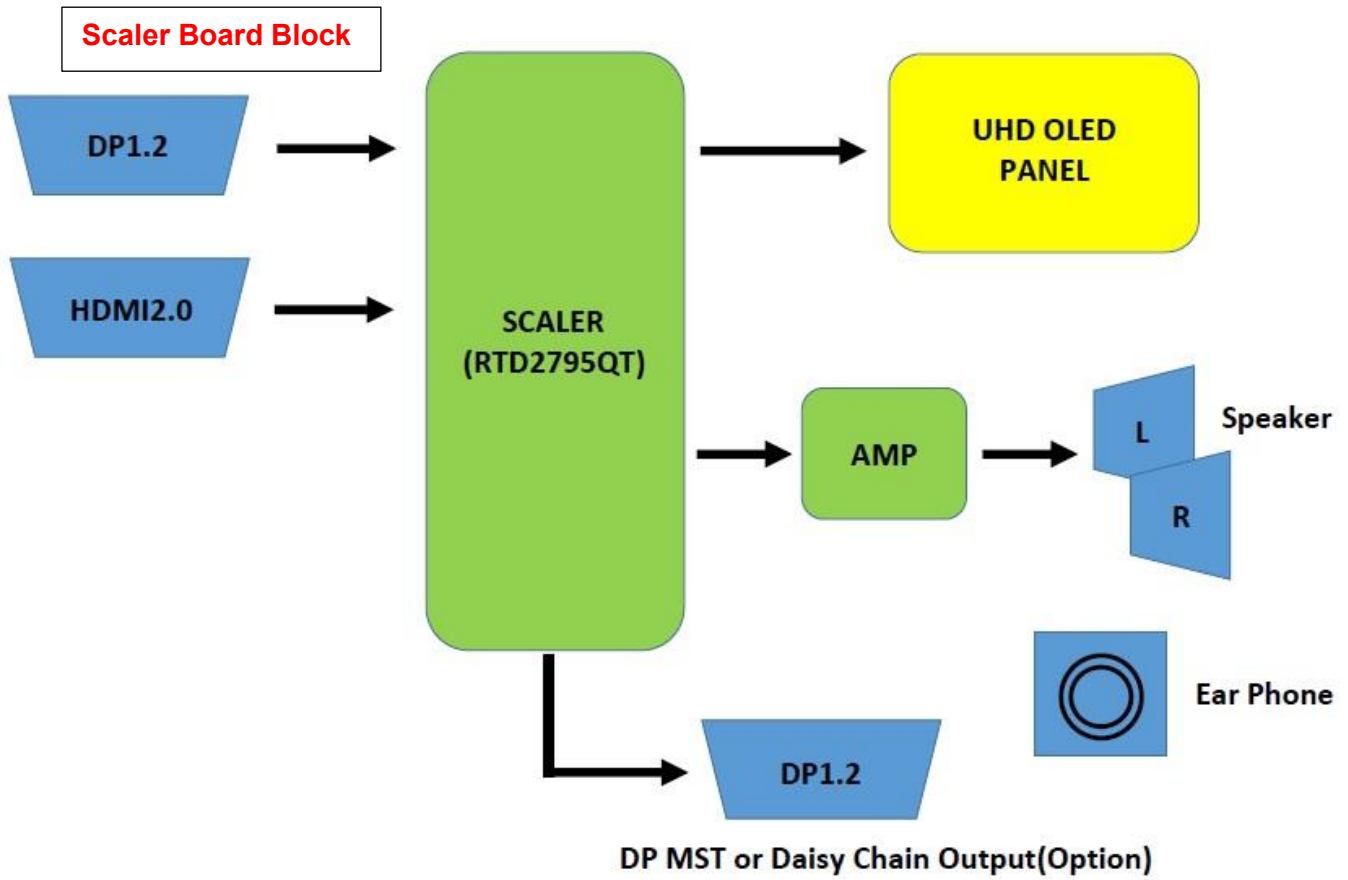 Scaler Board Block
DP1.2
HDMI2.0
SCALER
(RTD2795QT)
UHD OLED
PANEL
AMP
L
R
Speaker
Ear Phone
DP1.2
DP MST or Daisy Chain Output(Option)